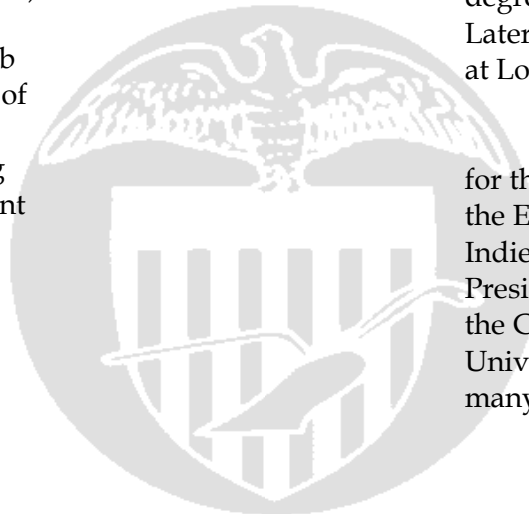 b
of
g
nt
degr
Later
at Lo
for th
the E
Indie
Presi
the C
Univ
many